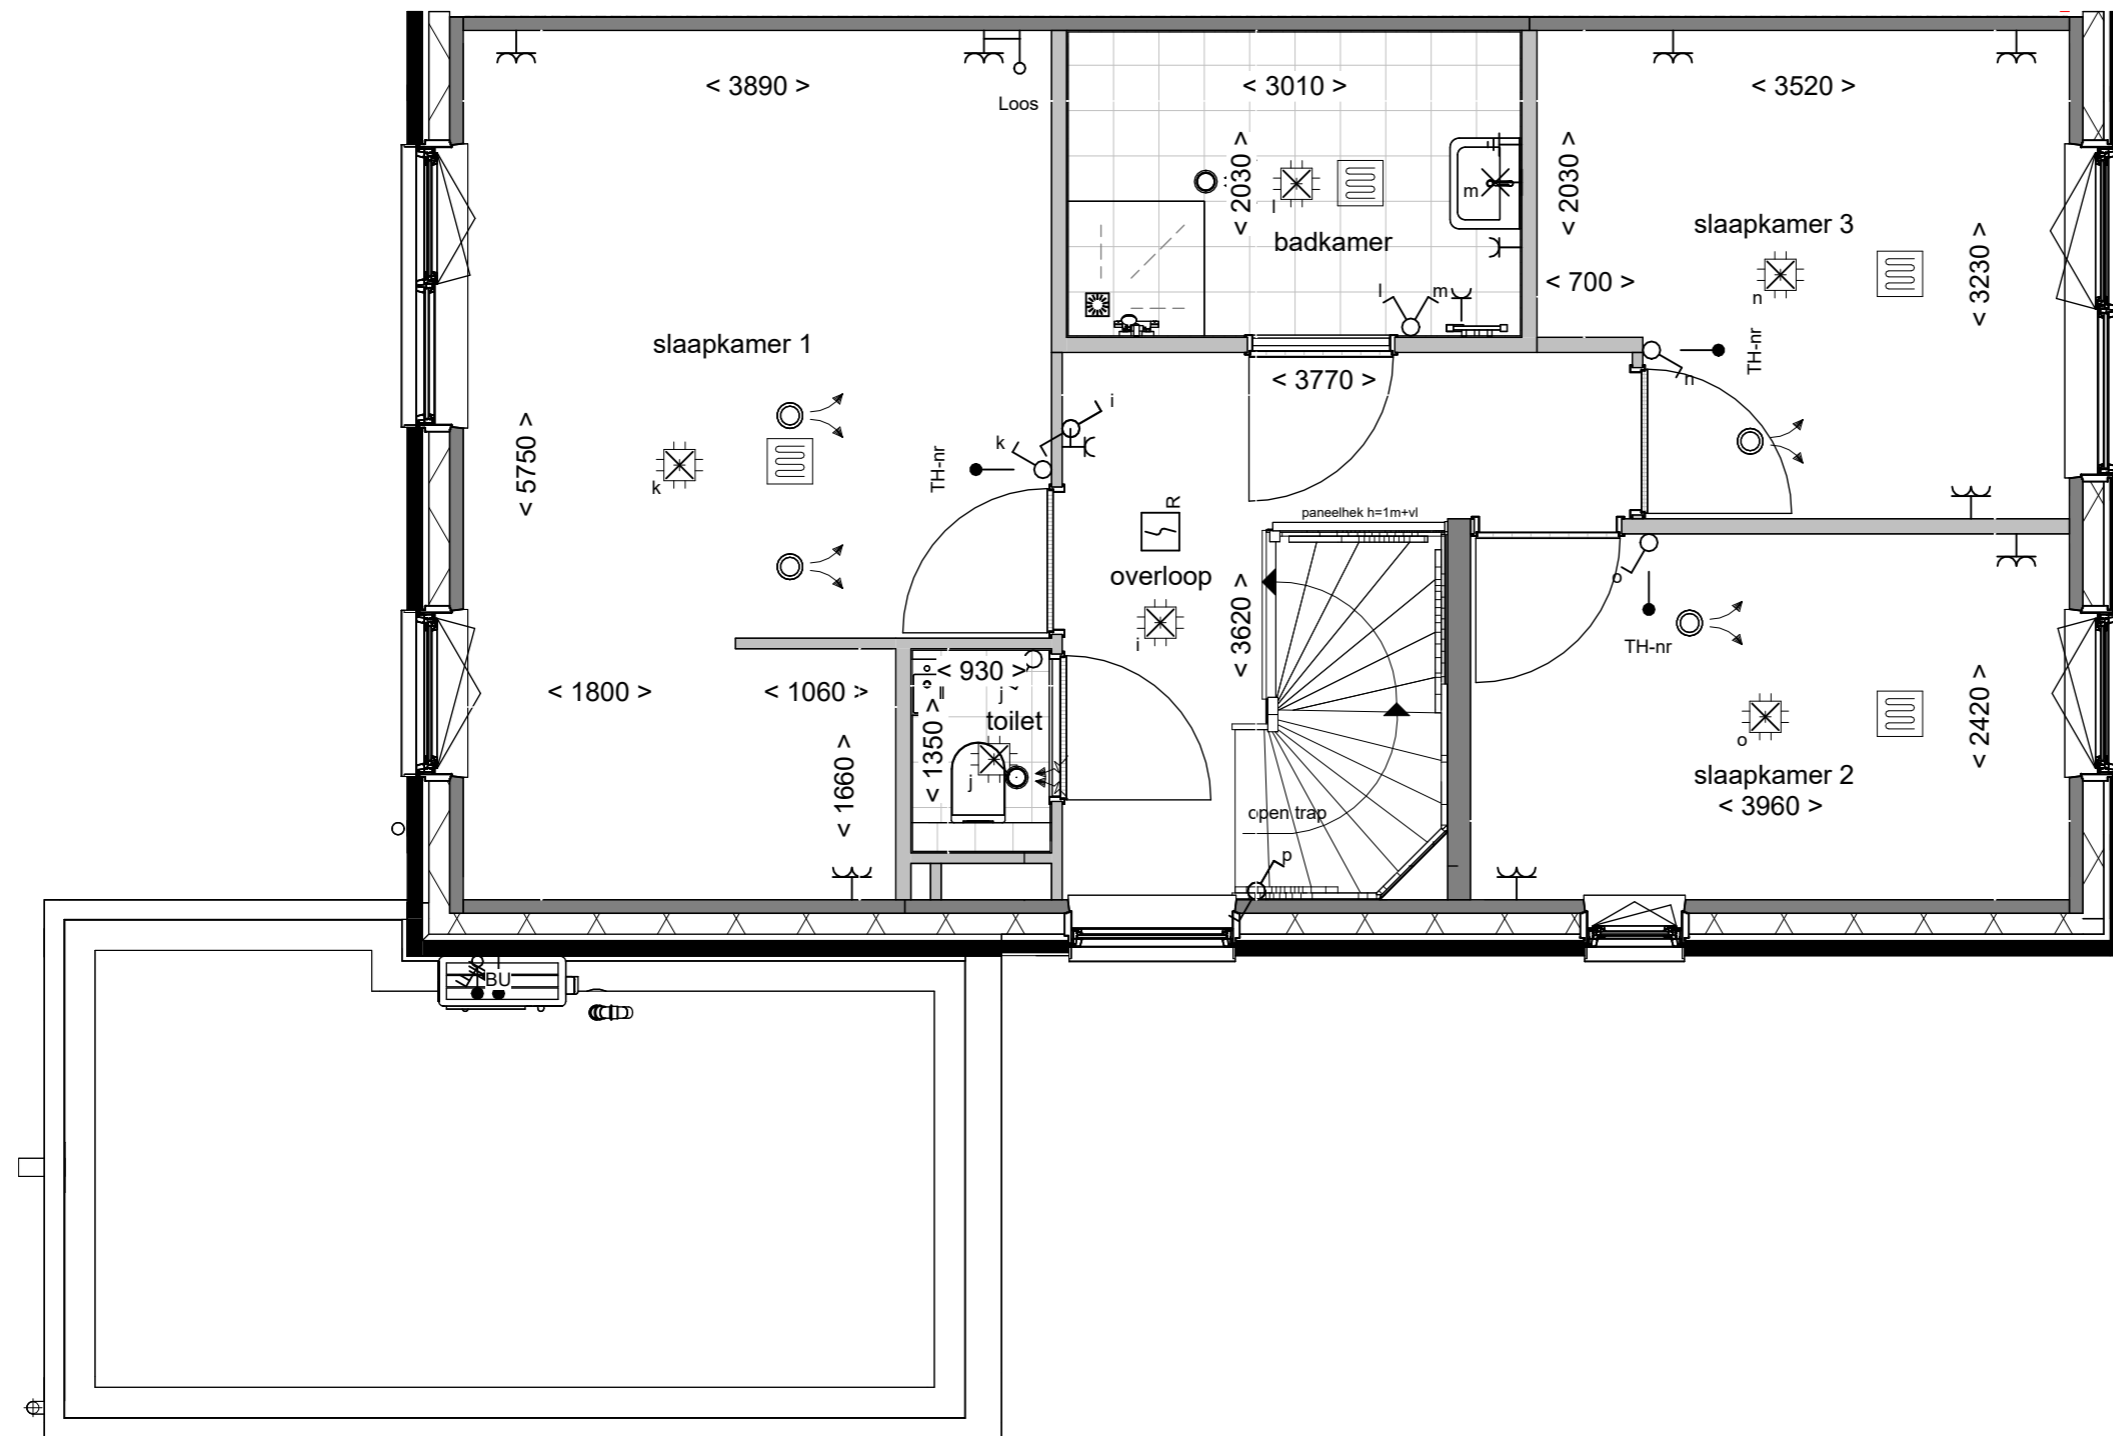 < 3890 >
< 3010 >
< 3520 >
Loos
< 2030 >
< 2030 >
m
l
slaapkamer 3
badkamer
< 3230 >
< 700 >
l
m
n
slaapkamer 1
TH-nr
n
< 3770 >
i
k
< 5750 >
TH-nr
k
R
paneelhek h=1m+vl
overloop
o
< 3620 >
i
TH-nr
< 930 >
j
< 1800 >
< 1060 >
toilet
< 1350 >
< 2420 >
o
j
slaapkamer 2
< 3960 >
< 1660 >
open trap
p
BU